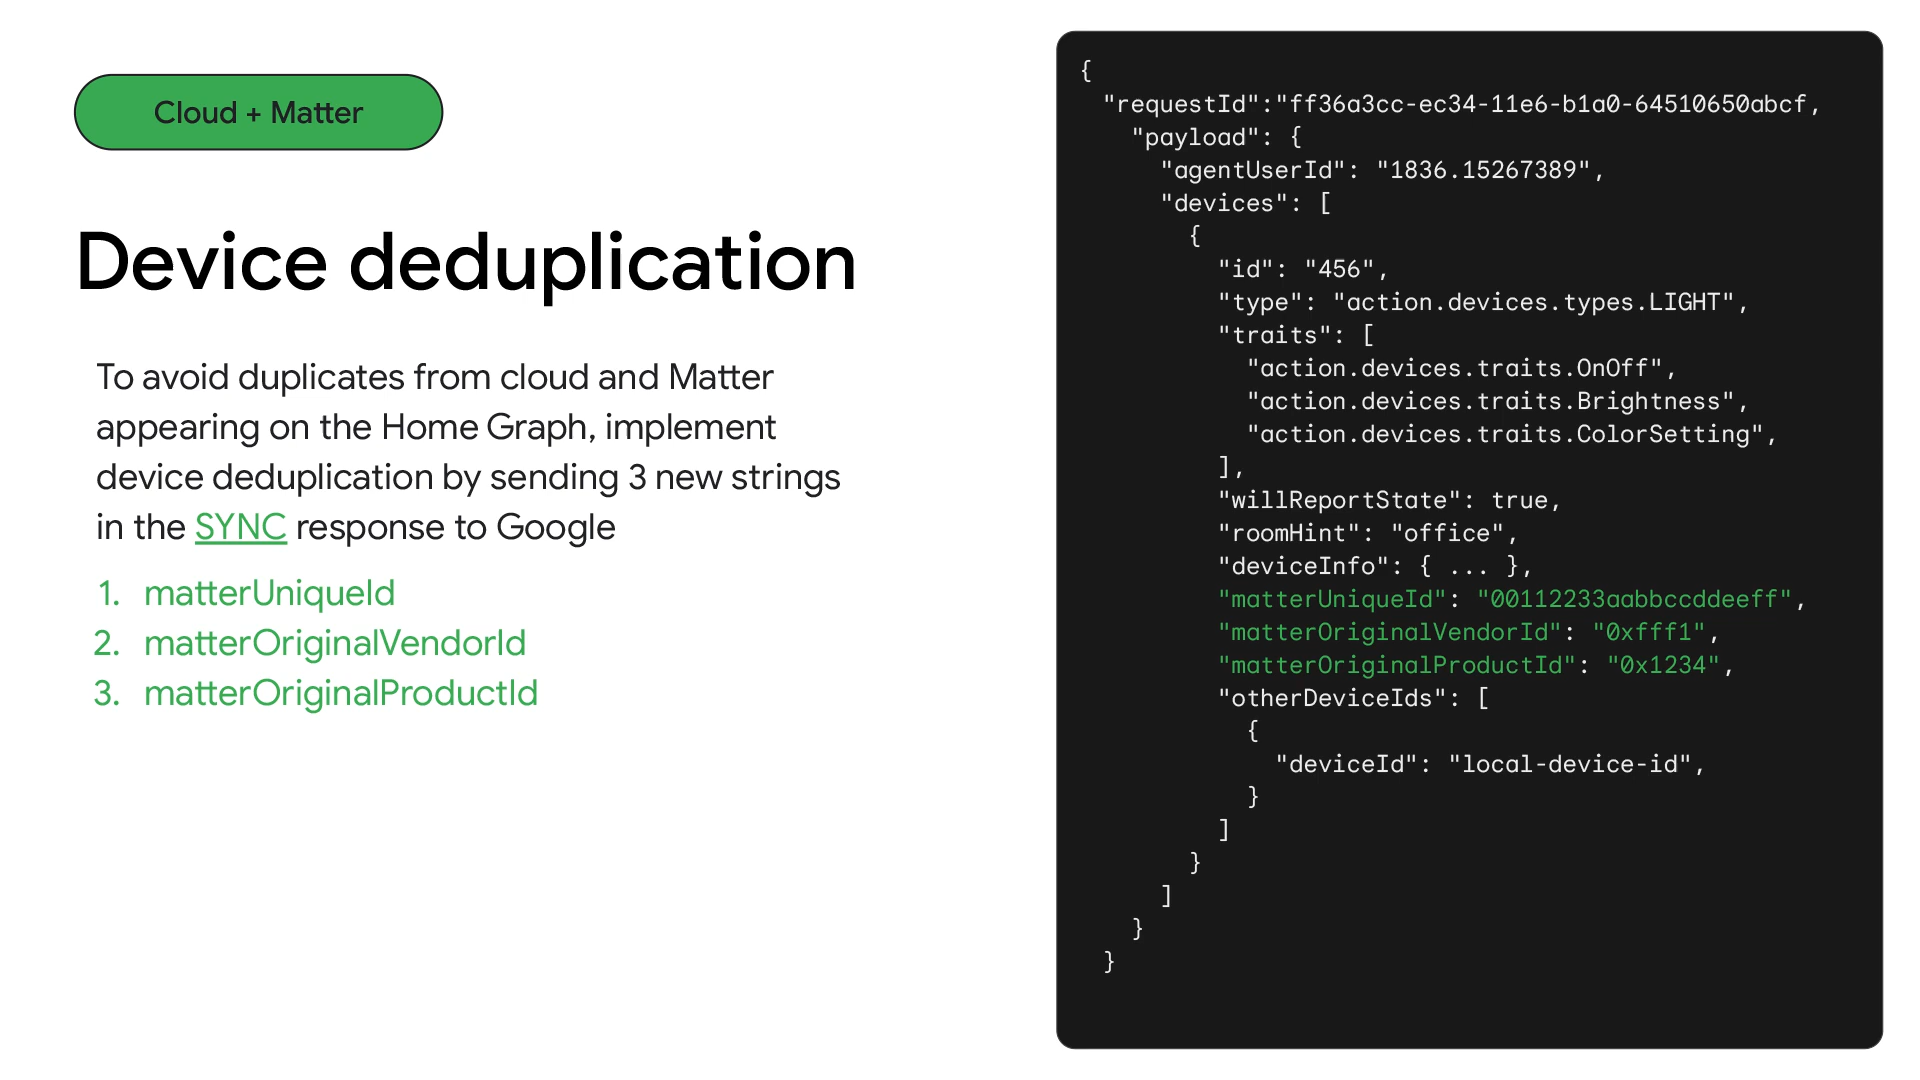 Cloud + Matter
Device deduplication
To avoid duplicates from cloud and Matter
appearing on the Home Graph, implement
device deduplication by sending 3 new strings
in the SYNC response to Google
1. matterUniqueId
2. matterOriginalVendorId
3. matterOriginalProductId
{
  "requestId":"ff36a3cc-ec34-11e6-b1a0-64510650abcf,
    "payload": {
      "agentUserId": "1836.15267389",
      "devices": [
        {
          "id": "456",
          "type": "action.devices.types.LIGHT",
          "traits": [
            "action.devices.traits.OnOff",
            "action.devices.traits.Brightness",
            "action.devices.traits.ColorSetting",
          ],
          "willReportState": true,
          "roomHint": "office",
          "deviceInfo": { ... },
          "matterUniqueId": "00112233aabbccddeeff",
          "matterOriginalVendorId": "0xfff1",
          "matterOriginalProductId": "0x1234",
          "otherDeviceIds": [
            {
              "deviceId": "local-device-id",
            }
          ]
        }
      ]
    }
  }